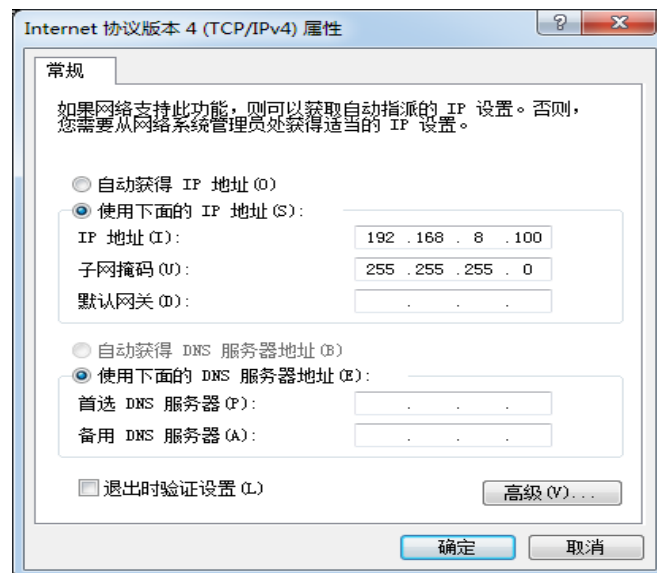 Internet 协议版本 4 (TCP/IPv4) 属性
常规
如果网络支持此功能，则可以获取自动指派的 IP 设置。否则，
您需要从网络系统管理员处获得适当的 IP 设置。
自动获得 IP 地址(O)
使用下面的 IP 地址(S):
IP 地址(I): 192 .168 . 8 .100
子网掩码(U): 255 .255 .255 . 0
默认网关(D): . . .
自动获得 DNS 服务器地址(B)
使用下面的 DNS 服务器地址(E):
首选 DNS 服务器(P): . . .
备用 DNS 服务器(A): . . .
退出时验证设置(L)
高级(V)...
确定 取消